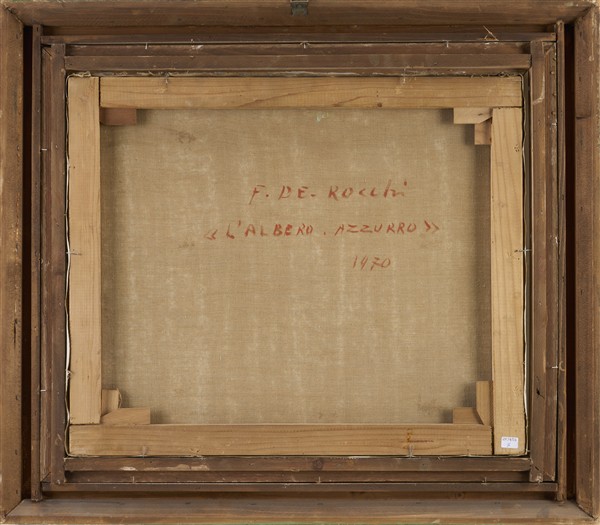 F. DE. ROCChi
«L'ALBERO. AZZURRO»
1970